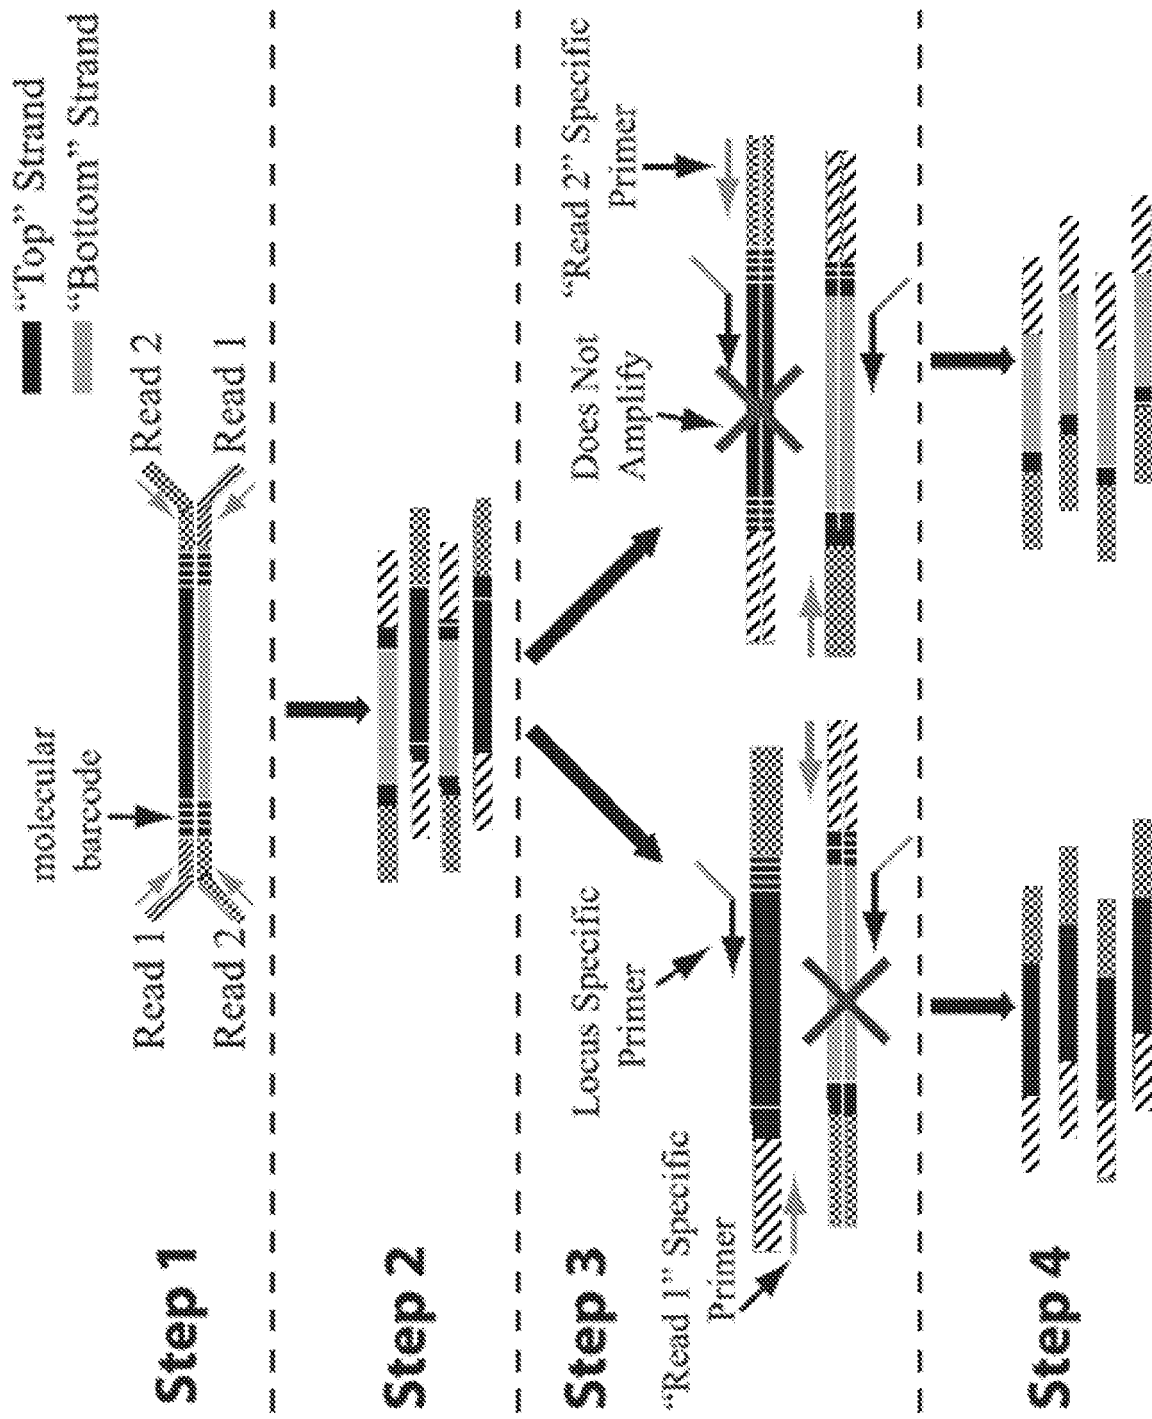 "Top" Strand
"Bottom" Strand
molecular
barcode
Read 1
Read 2
Read 2
Read 1
Step 1
Step 2
Step 3
"Read 1" Specific
Primer
Locus Specific
Primer
Does Not
Amplify
"Read 2" Specific
Primer
Step 4